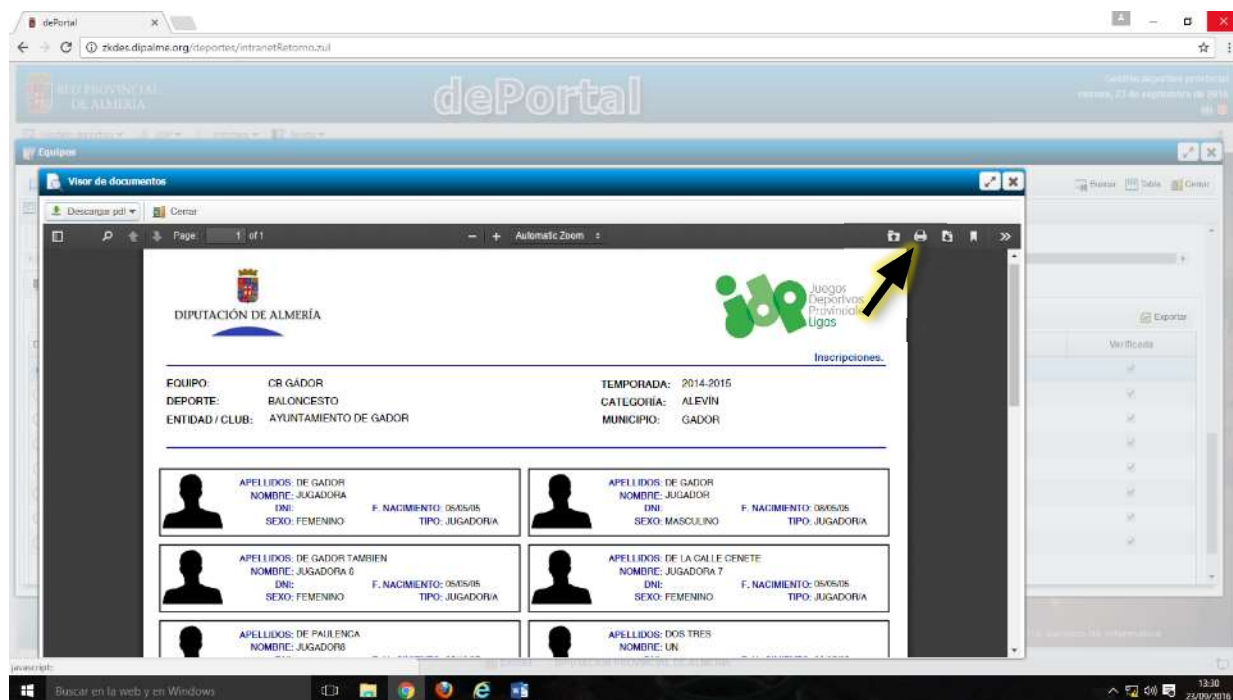 dePortal
zkdes.dipalme.org/deportes/intranetRetorno.zul
RED PROVINCIAL
DE ALMERÍA
dePortal
Equipos
Visor de documentos
Buscar Tabla Cerrar
Descargar pdf Cerrar
Page: 1 of 1 Automatic Zoom
DIPUTACIÓN DE ALMERÍA
idp Juegos
Deportivos
Ligas
Exportar
Verificada
Inscripciones.
EQUIPO: CB GÁDOR TEMPORADA: 2014-2015
DEPORTE: BALONCESTO CATEGORÍA: ALEVÍN
ENTIDAD / CLUB: AYUNTAMIENTO DE GADOR MUNICIPIO: GADOR
APELLIDOS: DE GADOR
NOMBRE: JUGADORA
DNI: F. NACIMIENTO: 05/05/05
SEXO: FEMENINO TIPO: JUGADOR/A
APELLIDOS: DE GADOR
NOMBRE: JUGADOR
DNI: F. NACIMIENTO: 08/05/05
SEXO: MASCULINO TIPO: JUGADOR/A
APELLIDOS: DE GADOR TAMBIEN
NOMBRE: JUGADORA 6
DNI: F. NACIMIENTO: 05/05/05
SEXO: FEMENINO TIPO: JUGADOR/A
APELLIDOS: DE LA CALLE CENETE
NOMBRE: JUGADORA 7
DNI: F. NACIMIENTO: 05/05/05
SEXO: FEMENINO TIPO: JUGADOR/A
APELLIDOS: DE PAULENCA
NOMBRE: JUGADOR8
APELLIDOS: DOS TRES
NOMBRE: UN
javascript:
Buscar en la web y en Windows
13:30
23/09/2016